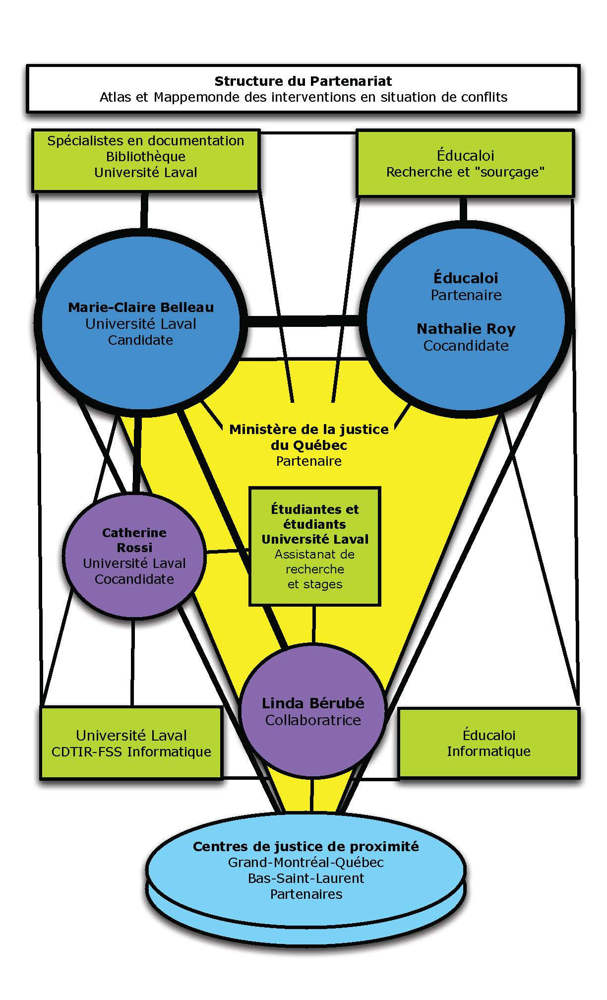 Structure du Partenariat
Atlas et Mappemonde des interventions en situation de conflits
Spécialistes en documentation
Bibliothèque
Université Laval
Éducaloi
Recherche et "sourçage"
Marie-Claire Belleau
Université Laval
Candidate
Éducaloi
Partenaire
Nathalie Roy
Cocandidate
Ministère de la justice
du Québec
Partenaire
Catherine
Rossi
Université Laval
Cocandidate
Étudiantes et
étudiants
Université Laval
Assistanat de
recherche
et stages
Linda Bérubé
Collaboratrice
Université Laval
CDTIR-FSS Informatique
Éducaloi
Informatique
Centres de justice de proximité
Grand-Montréal-Québec
Bas-Saint-Laurent
Partenaires